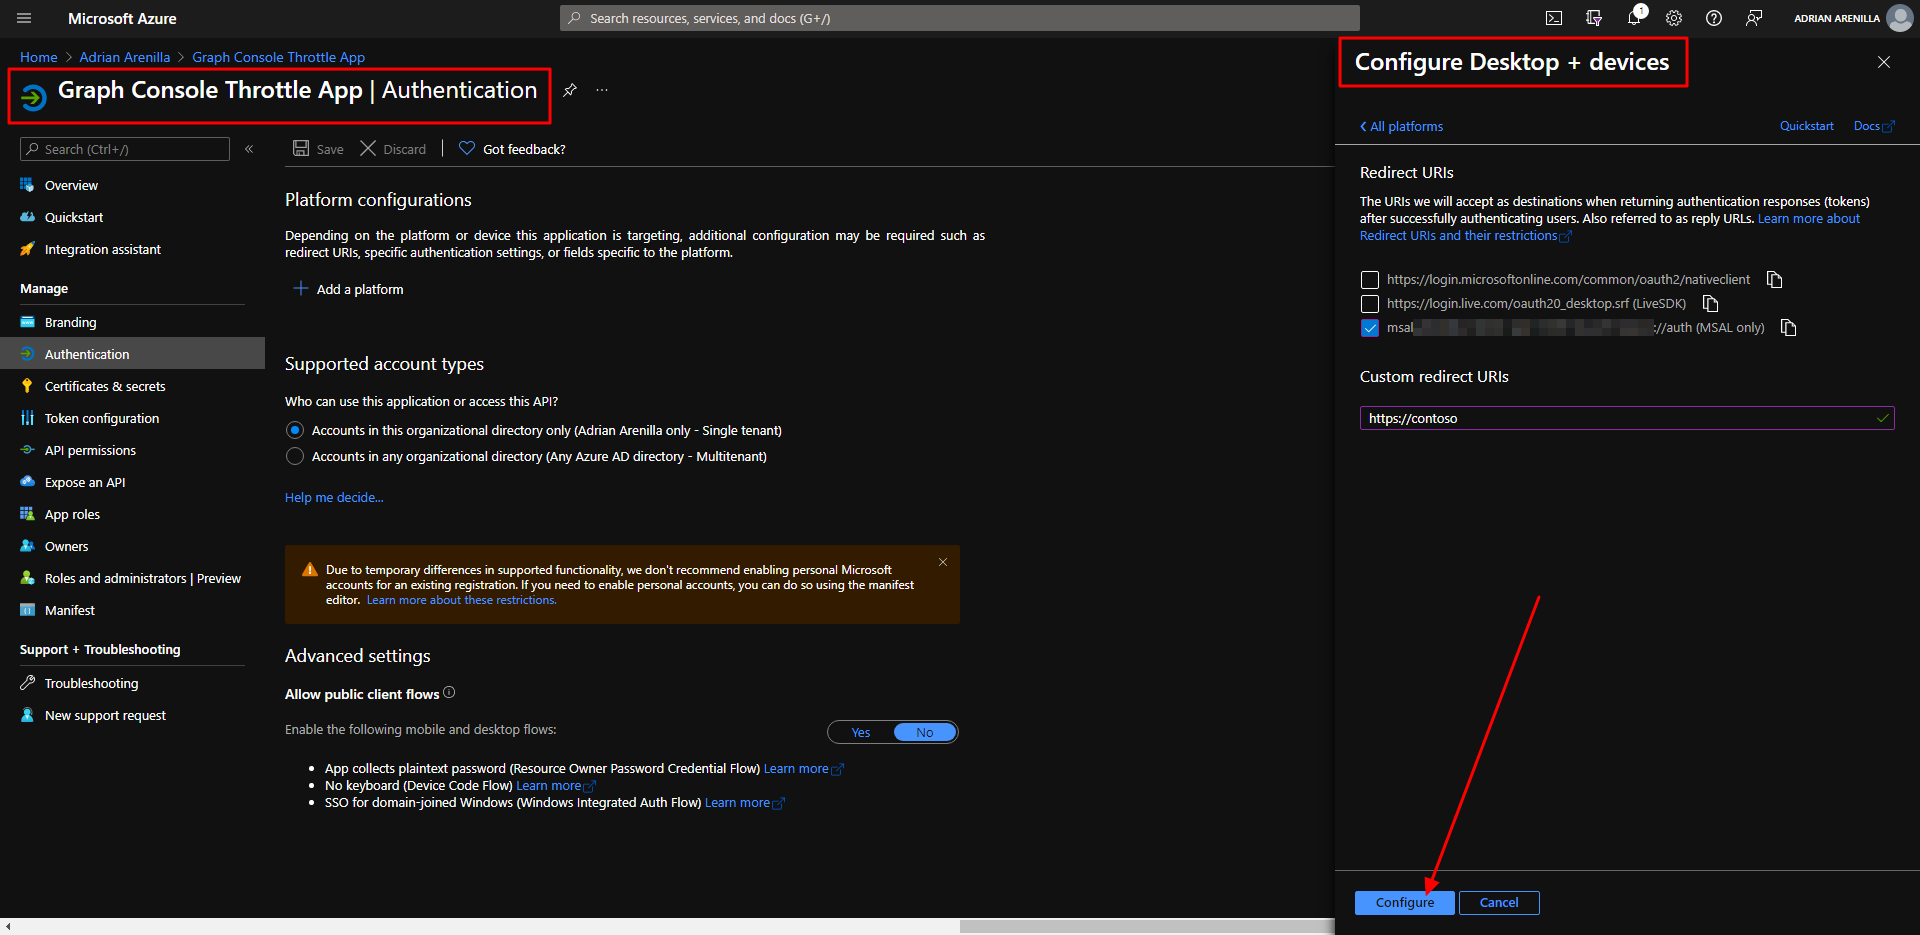 Microsoft Azure
Search resources, services, and docs (G+/)
1
ADRIAN ARENILLA
Home > Adrian Arenilla > Graph Console Throttle App
Graph Console Throttle App | Authentication
...
Search (Ctrl+/)
«
Overview
Quickstart
Integration assistant
Manage
Branding
Authentication
Certificates & secrets
Token configuration
API permissions
Expose an API
App roles
Owners
Roles and administrators | Preview
Manifest
Support + Troubleshooting
Troubleshooting
New support request
Save
Discard
Got feedback?
Platform configurations
Depending on the platform or device this application is targeting, additional configuration may be required such as
redirect URIs, specific authentication settings, or fields specific to the platform.
Add a platform
Supported account types
Who can use this application or access this API?
Accounts in this organizational directory only (Adrian Arenilla only - Single tenant)
Accounts in any organizational directory (Any Azure AD directory - Multitenant)
Help me decide...
Due to temporary differences in supported functionality, we don't recommend enabling personal Microsoft
accounts for an existing registration. If you need to enable personal accounts, you can do so using the manifest
editor. Learn more about these restrictions.
Advanced settings
Allow public client flows
Enable the following mobile and desktop flows:
Yes
No
• App collects plaintext password (Resource Owner Password Credential Flow) Learn more
• No keyboard (Device Code Flow) Learn more
• SSO for domain-joined Windows (Windows Integrated Auth Flow) Learn more
Configure Desktop + devices
All platforms
Quickstart
Docs
Redirect URIs
The URIs we will accept as destinations when returning authentication responses (tokens)
after successfully authenticating users. Also referred to as reply URLs. Learn more about
Redirect URIs and their restrictions
https://login.microsoftonline.com/common/oauth2/nativeclient
https://login.live.com/oauth20_desktop.srf (LiveSDK)
msal ://auth (MSAL only)
Custom redirect URIs
https://contoso
Configure
Cancel